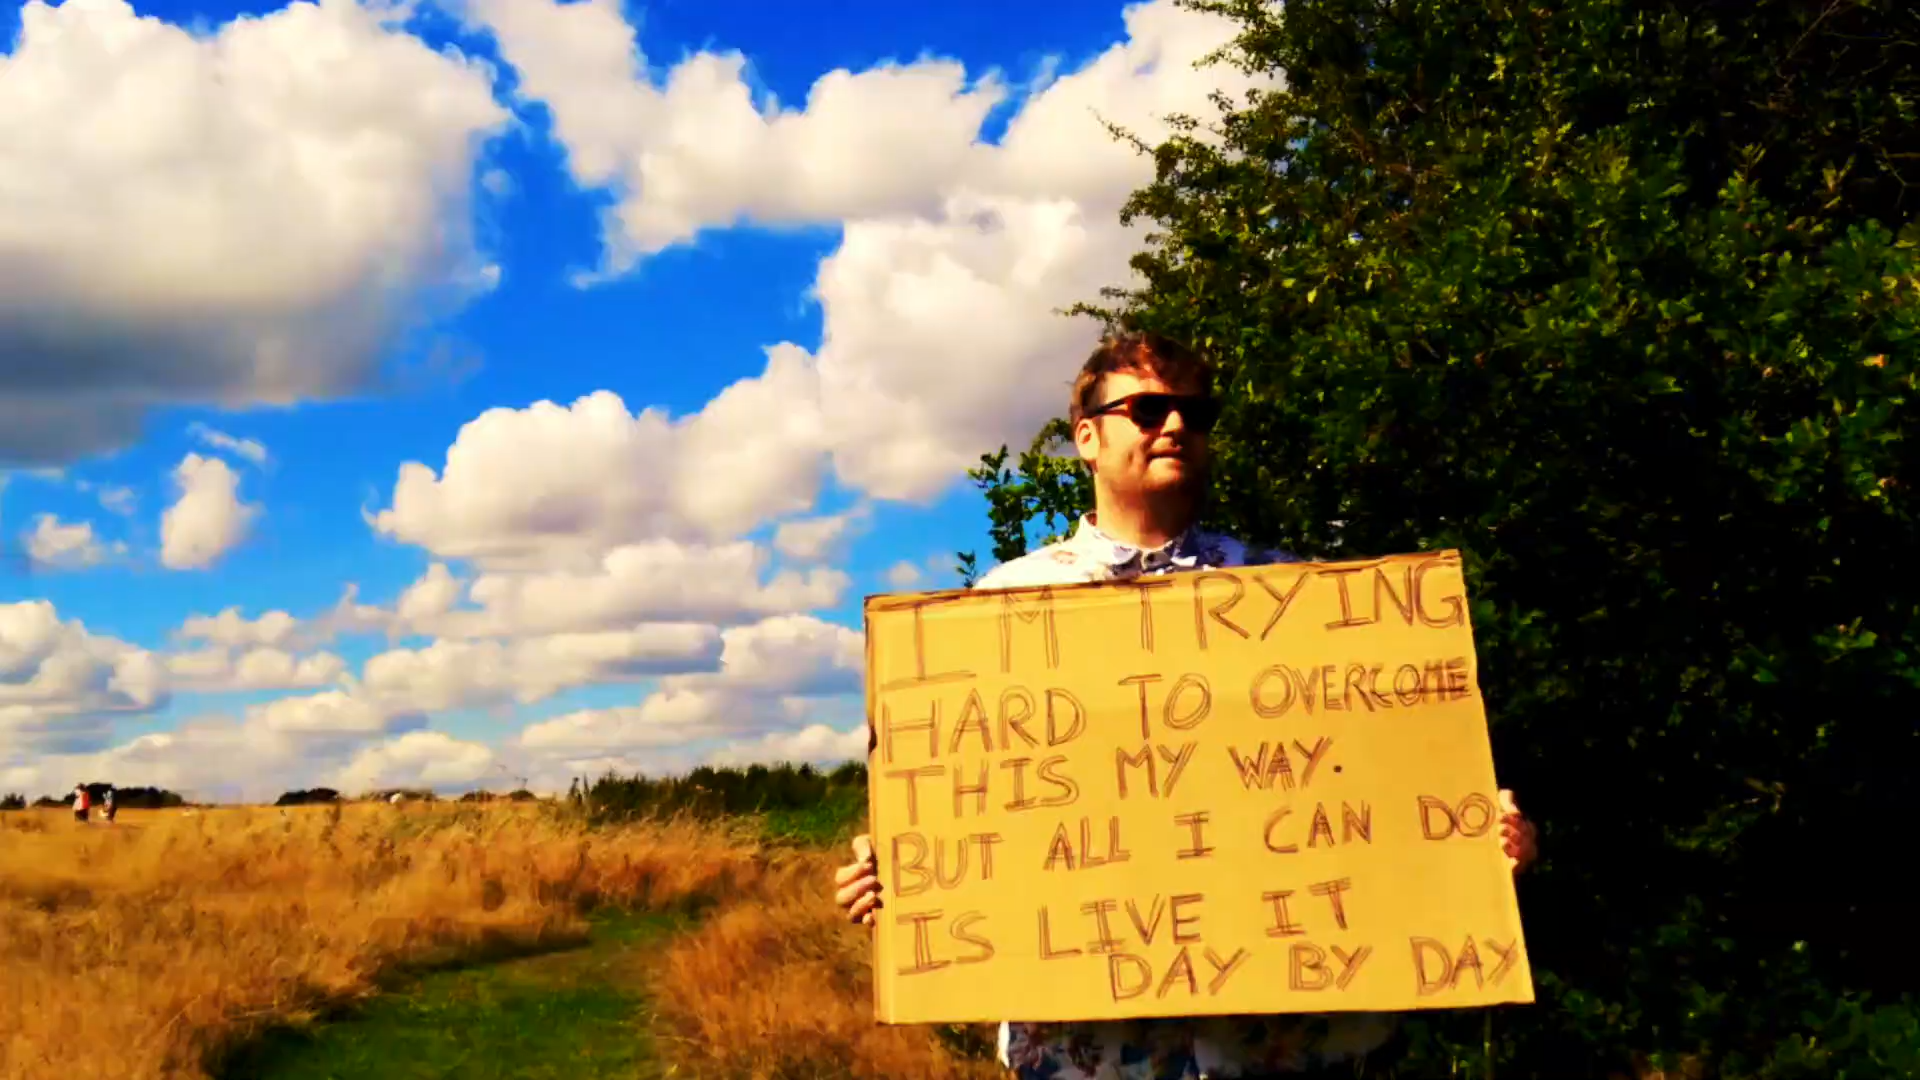 I M TRYING
HARD TO OVERCOME
THIS MY WAY.
BUT ALL I CAN DO
IS LIVE IT
DAY BY DAY